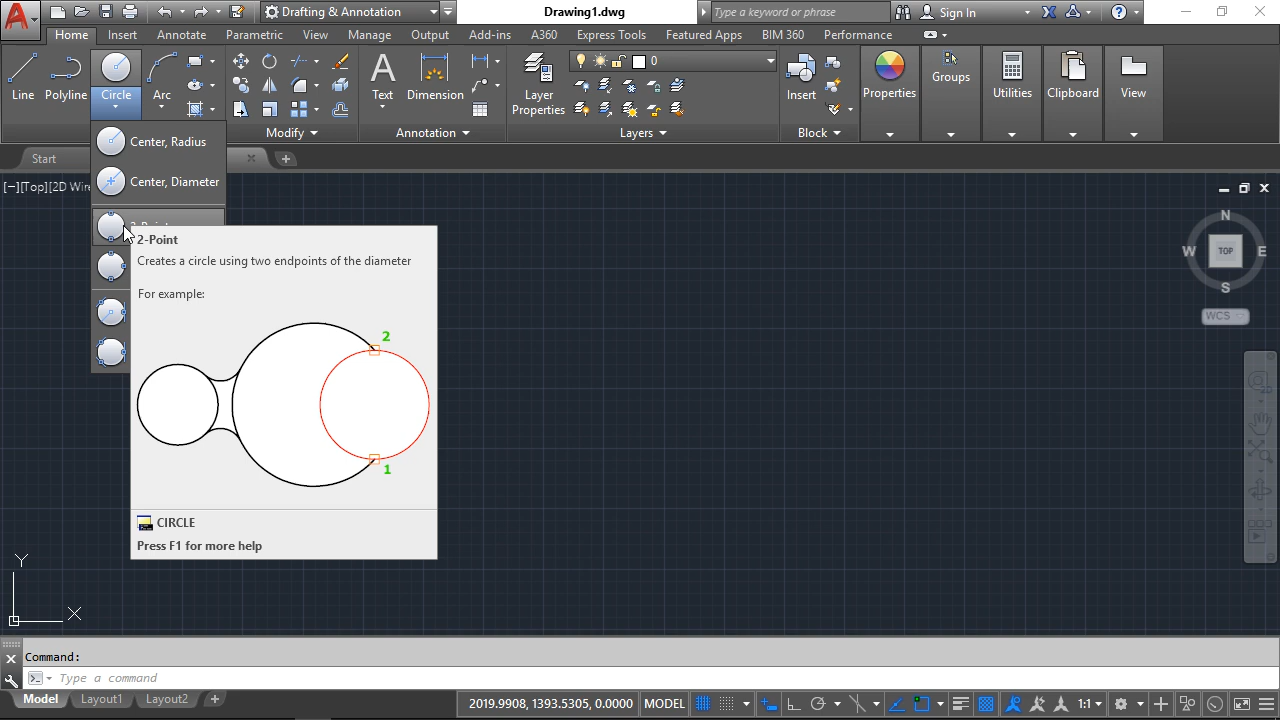 Drafting & Annotation
Drawing1.dwg
Type a keyword or phrase
Sign In
Home
Insert
Annotate
Parametric
View
Manage
Output
Add-ins
A360
Express Tools
Featured Apps
BIM 360
Performance
Line
Polyline
Circle
Arc
Text
Dimension
Layer
Properties
0
Insert
Properties
Groups
Utilities
Clipboard
View
Modify
Annotation
Layers
Block
Center, Radius
Center, Diameter
Start
[−][Top][2D Wire
2-Point
Creates a circle using two endpoints of the diameter
For example:
2
1
CIRCLE
Press F1 for more help
N
W
TOP
E
S
WCS
Y
X
Command:
Type a command
Model
Layout1
Layout2
2019.9908, 1393.5305, 0.0000
MODEL
1:1